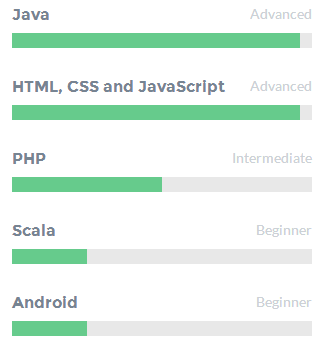 Java Advanced
HTML, CSS and JavaScript Advanced
PHP Intermediate
Scala Beginner
Android Beginner